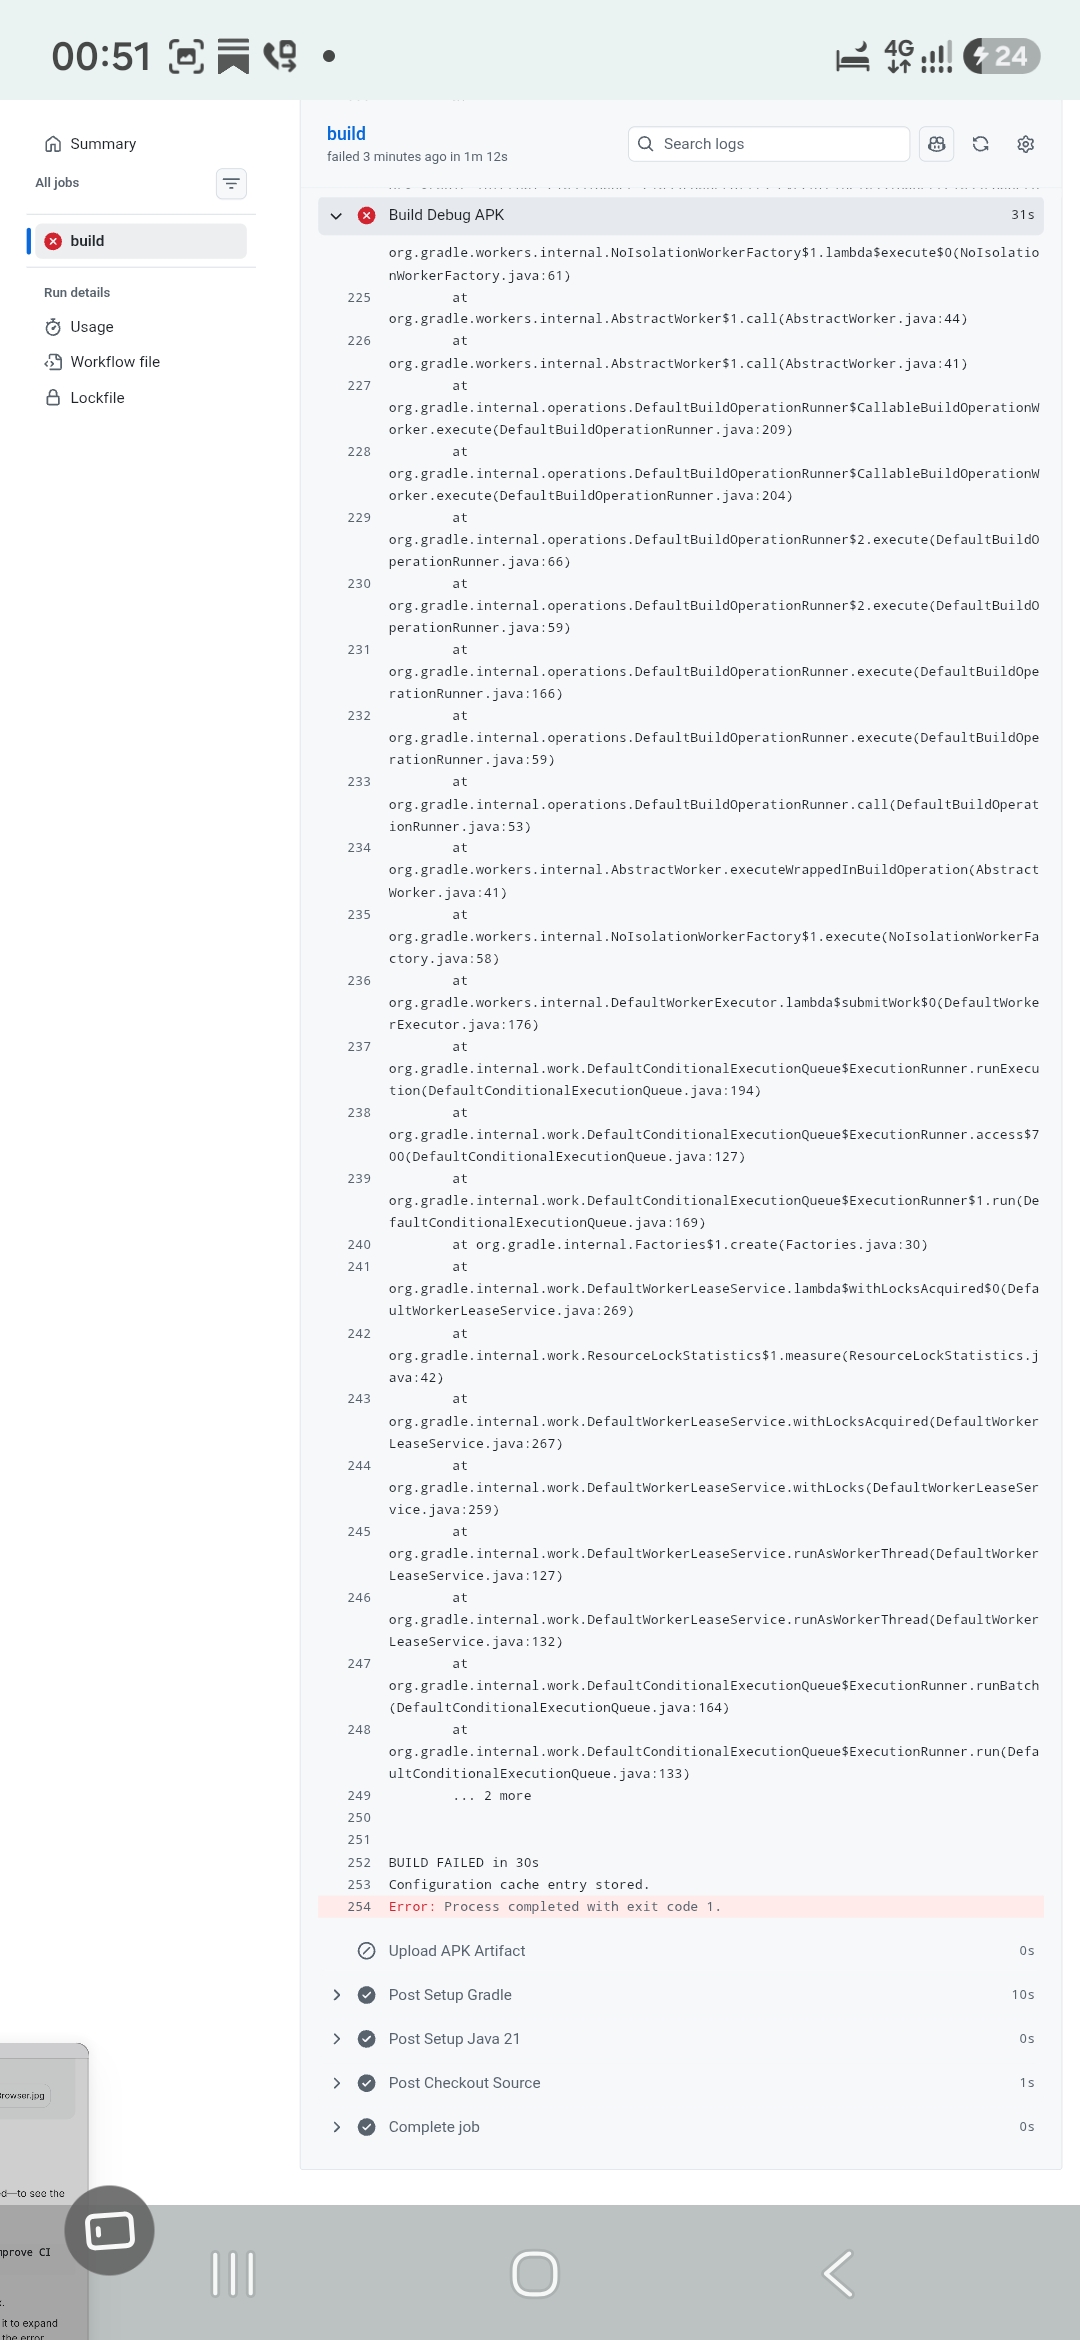 00:51
4G
24
Summary
All jobs
build
Run details
Usage
Workflow file
Lockfile
build
failed 3 minutes ago in 1m 12s
Search logs
Build Debug APK 31s
org.gradle.workers.internal.NoIsolationWorkerFactory$1.lambda$execute$0(NoIsolatio
nWorkerFactory.java:61)
225 at
org.gradle.workers.internal.AbstractWorker$1.call(AbstractWorker.java:44)
226 at
org.gradle.workers.internal.AbstractWorker$1.call(AbstractWorker.java:41)
227 at
org.gradle.internal.operations.DefaultBuildOperationRunner$CallableBuildOperationW
orker.execute(DefaultBuildOperationRunner.java:209)
228 at
org.gradle.internal.operations.DefaultBuildOperationRunner$CallableBuildOperationW
orker.execute(DefaultBuildOperationRunner.java:204)
229 at
org.gradle.internal.operations.DefaultBuildOperationRunner$2.execute(DefaultBuildO
perationRunner.java:66)
230 at
org.gradle.internal.operations.DefaultBuildOperationRunner$2.execute(DefaultBuildO
perationRunner.java:59)
231 at
org.gradle.internal.operations.DefaultBuildOperationRunner.execute(DefaultBuildOpe
rationRunner.java:166)
232 at
org.gradle.internal.operations.DefaultBuildOperationRunner.execute(DefaultBuildOpe
rationRunner.java:59)
233 at
org.gradle.internal.operations.DefaultBuildOperationRunner.call(DefaultBuildOperat
ionRunner.java:53)
234 at
org.gradle.workers.internal.AbstractWorker.executeWrappedInBuildOperation(Abstract
Worker.java:41)
235 at
org.gradle.workers.internal.NoIsolationWorkerFactory$1.execute(NoIsolationWorkerFa
ctory.java:58)
236 at
org.gradle.workers.internal.DefaultWorkerExecutor.lambda$submitWork$0(DefaultWorke
rExecutor.java:176)
237 at
org.gradle.internal.work.DefaultConditionalExecutionQueue$ExecutionRunner.runExecu
tion(DefaultConditionalExecutionQueue.java:194)
238 at
org.gradle.internal.work.DefaultConditionalExecutionQueue$ExecutionRunner.access$7
00(DefaultConditionalExecutionQueue.java:127)
239 at
org.gradle.internal.work.DefaultConditionalExecutionQueue$ExecutionRunner$1.run(De
faultConditionalExecutionQueue.java:169)
240 at org.gradle.internal.Factories$1.create(Factories.java:30)
241 at
org.gradle.internal.work.DefaultWorkerLeaseService.lambda$withLocksAcquired$0(Defa
ultWorkerLeaseService.java:269)
242 at
org.gradle.internal.work.ResourceLockStatistics$1.measure(ResourceLockStatistics.j
ava:42)
243 at
org.gradle.internal.work.DefaultWorkerLeaseService.withLocksAcquired(DefaultWorker
LeaseService.java:267)
244 at
org.gradle.internal.work.DefaultWorkerLeaseService.withLocks(DefaultWorkerLeaseSer
vice.java:259)
245 at
org.gradle.internal.work.DefaultWorkerLeaseService.runAsWorkerThread(DefaultWorker
LeaseService.java:127)
246 at
org.gradle.internal.work.DefaultWorkerLeaseService.runAsWorkerThread(DefaultWorker
LeaseService.java:132)
247 at
org.gradle.internal.work.DefaultConditionalExecutionQueue$ExecutionRunner.runBatch
(DefaultConditionalExecutionQueue.java:164)
248 at
org.gradle.internal.work.DefaultConditionalExecutionQueue$ExecutionRunner.run(Defa
ultConditionalExecutionQueue.java:133)
249 ... 2 more
250
251
252 BUILD FAILED in 30s
253 Configuration cache entry stored.
254 Error: Process completed with exit code 1.
Upload APK Artifact 0s
Post Setup Gradle 10s
Post Setup Java 21 0s
Post Checkout Source 1s
Complete job 0s
rowser.jpg
d—to see the
mprove CI
it to expand
the error